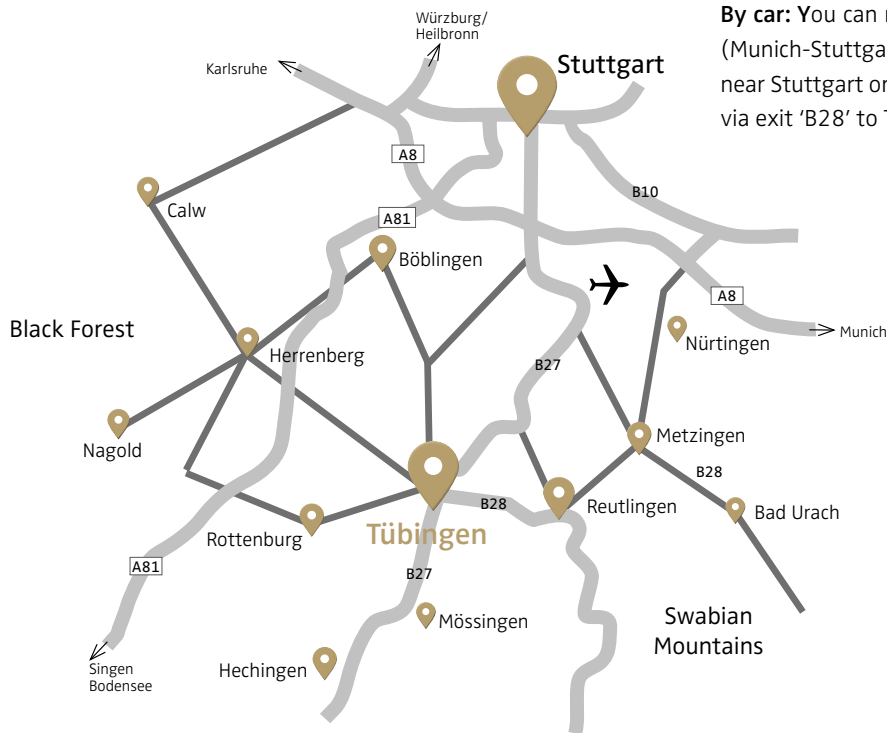 Würzburg/
Heilbronn
Karlsruhe
Stuttgart
By car: You can
(Munich-Stuttga
near Stuttgart or
via exit ‘B28’ to
A8
B10
Calw
A81
Böblingen
A8
Black Forest
Munich
Nürtingen
Herrenberg
B27
Metzingen
Nagold
B28
B28
Reutlingen
Bad Urach
Rottenburg
Tübingen
A81
B27
Mössingen
Swabian
Mountains
Hechingen
Singen
Bodensee